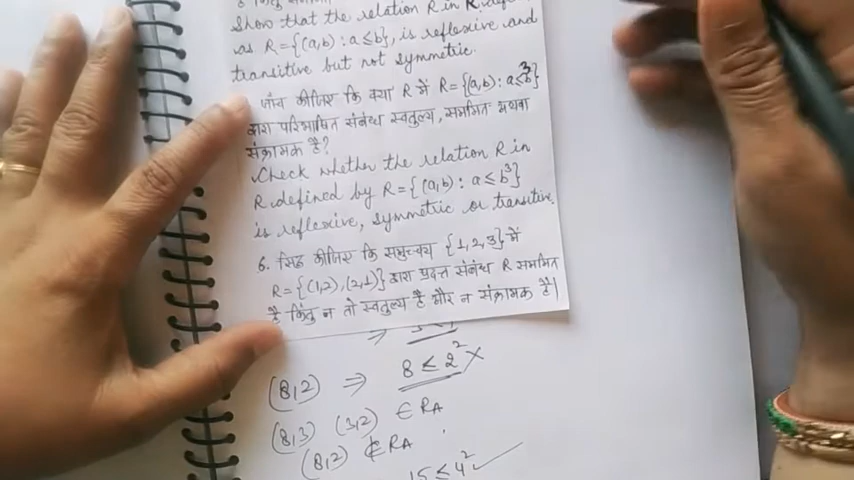 Show that the relation R in R
as R = {(a,b) : a ≤ b}, is reflexive and
transitive but not symmetric.
जाँच कीजिए कि क्या R में R = {(a,b) : a ≤ b³}
द्वारा परिभाषित संबंध स्वतुल्य, सममित अथवा
संक्रामक है?
Check whether the relation R in
R defined by R = {(a,b) : a ≤ b³}
is reflexive, symmetric or transitive.
6. सिद्ध कीजिए कि समुच्चय {1,2,3} में
R = {(1,2),(2,1)} द्वारा प्रदत्त संबंध R सममित
है किंतु न तो स्वतुल्य है और न संक्रामक है।
⇒
(8,2) ⇒ 8 ≤ 2² ✗
(8,3) (3,2) ∈ RA
(8,2) ∉ RA
15 ≤ 4² ✓